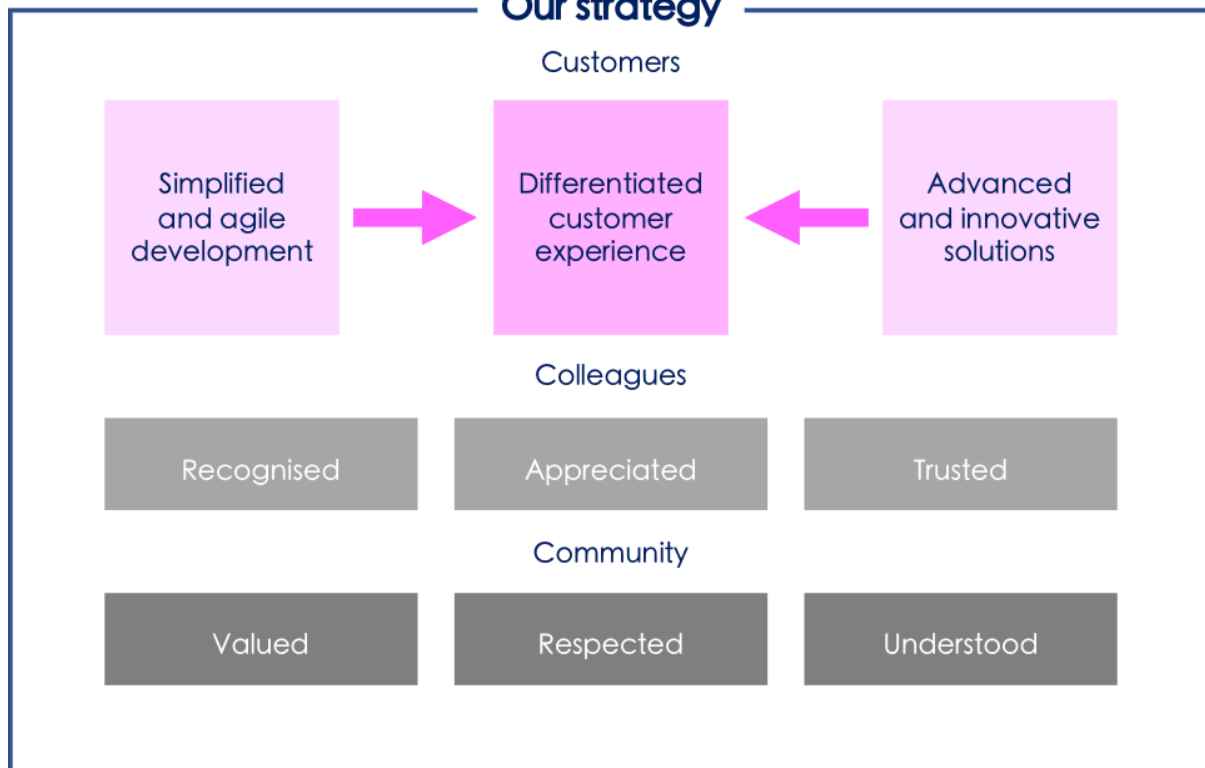 Our strategy
Customers
Simplified
and agile
development
Differentiated
customer
experience
Advanced
and innovative
solutions
Colleagues
Recognised
Appreciated
Trusted
Community
Valued
Respected
Understood